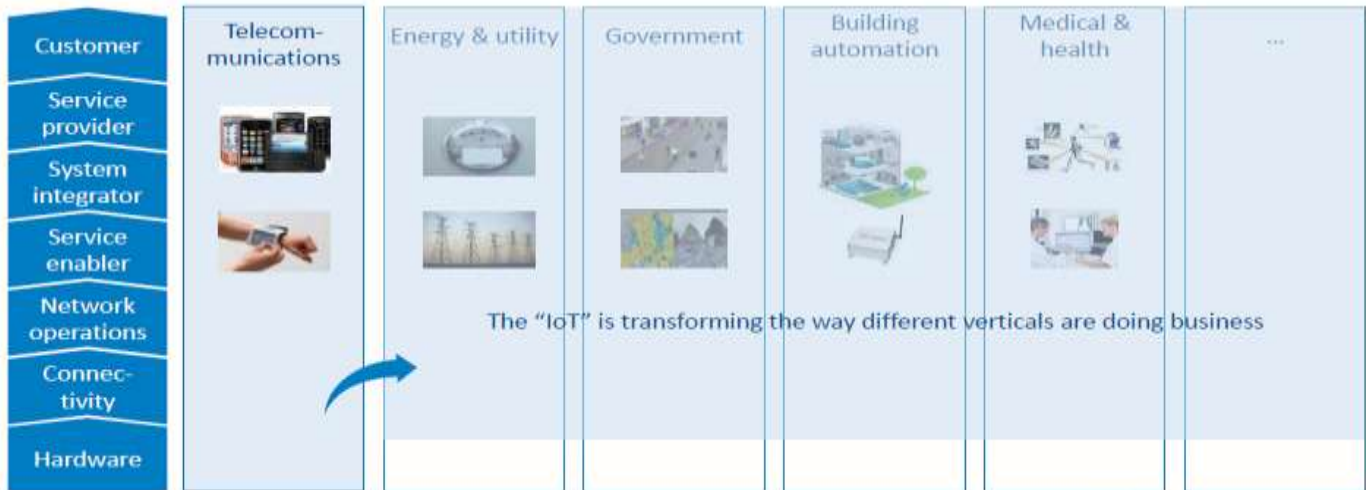 Customer
Service
provider
System
integrator
Service
enabler
Network
operations
Connec-
tivity
Hardware
Telecom-
munications
Energy & utility
Government
Building
automation
Medical &
health
...
The “IoT” is transforming the way different verticals are doing business